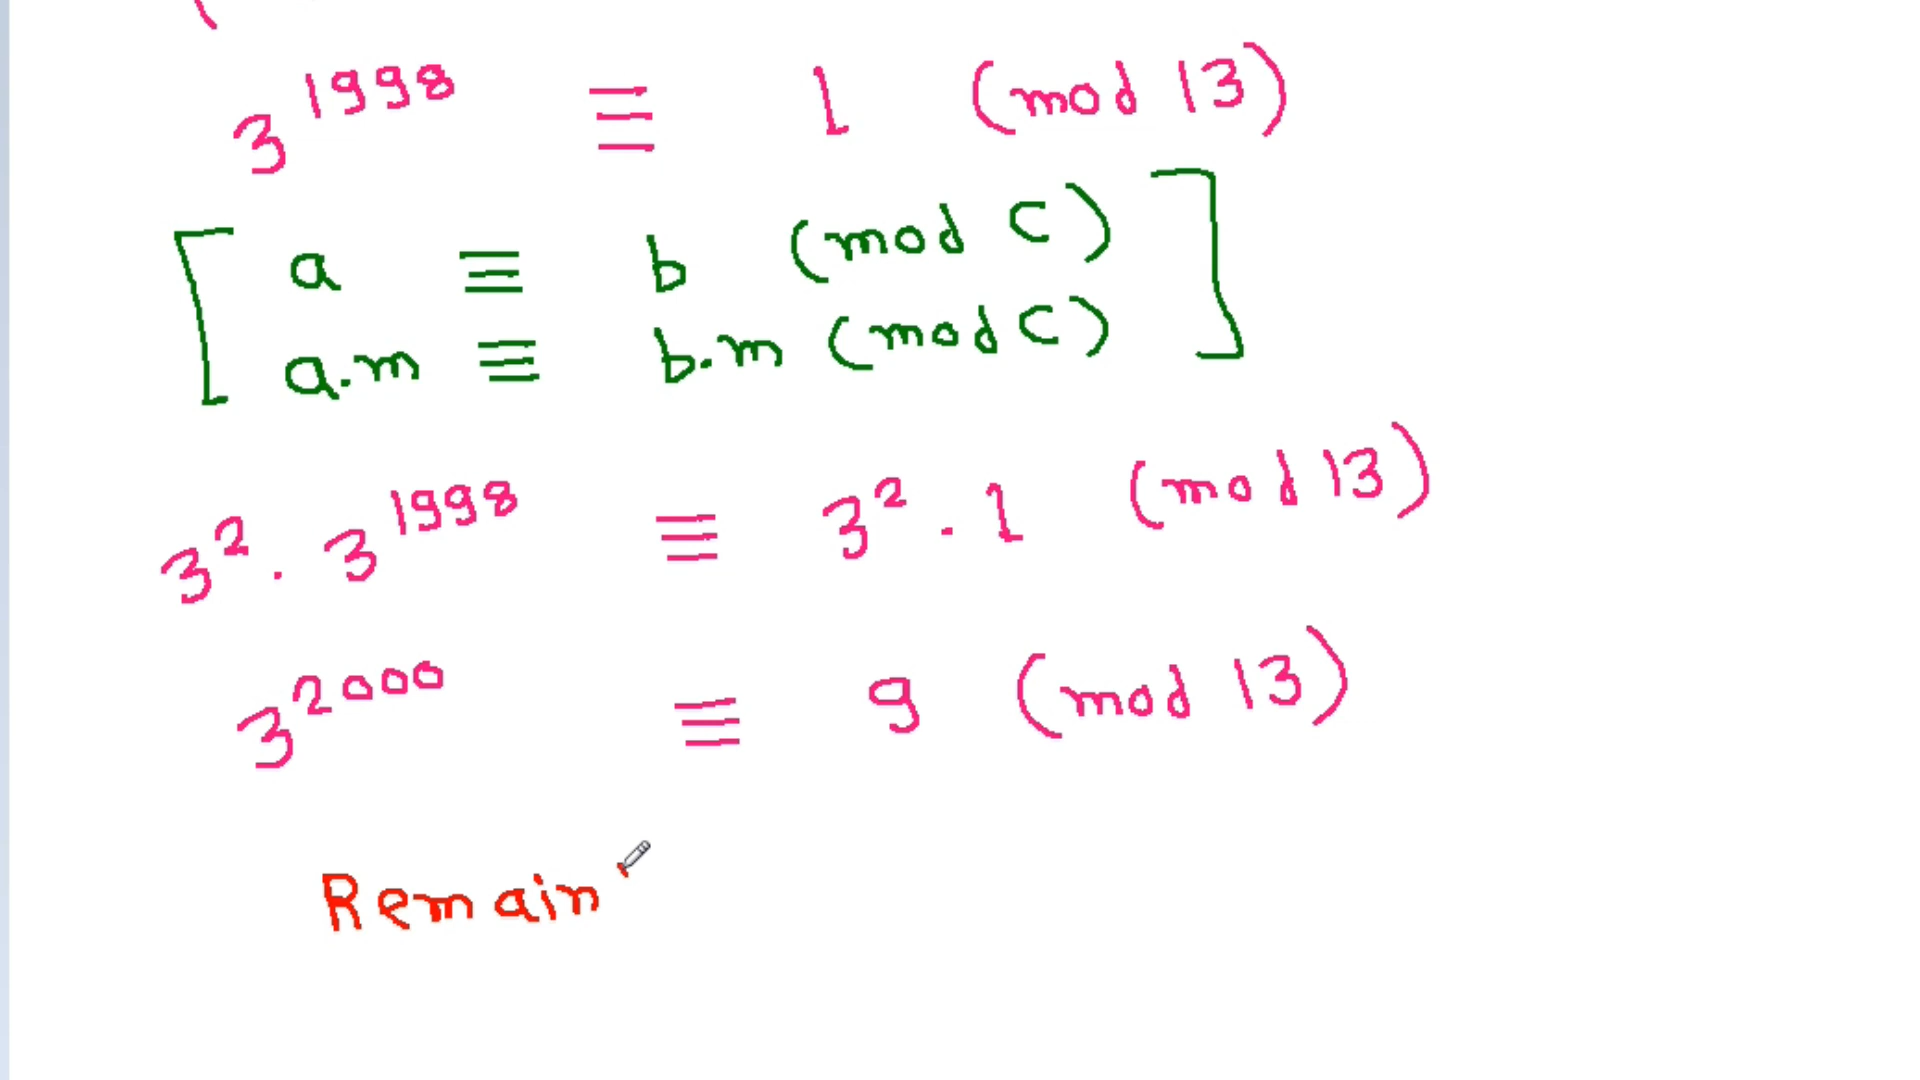 3^1998 ≡ 1 (mod 13)
[ a ≡ b (mod C)
a.m ≡ b.m (mod C) ]
3^2 . 3^1998 ≡ 3^2 . 1 (mod 13)
3^2000 ≡ 9 (mod 13)
Remain